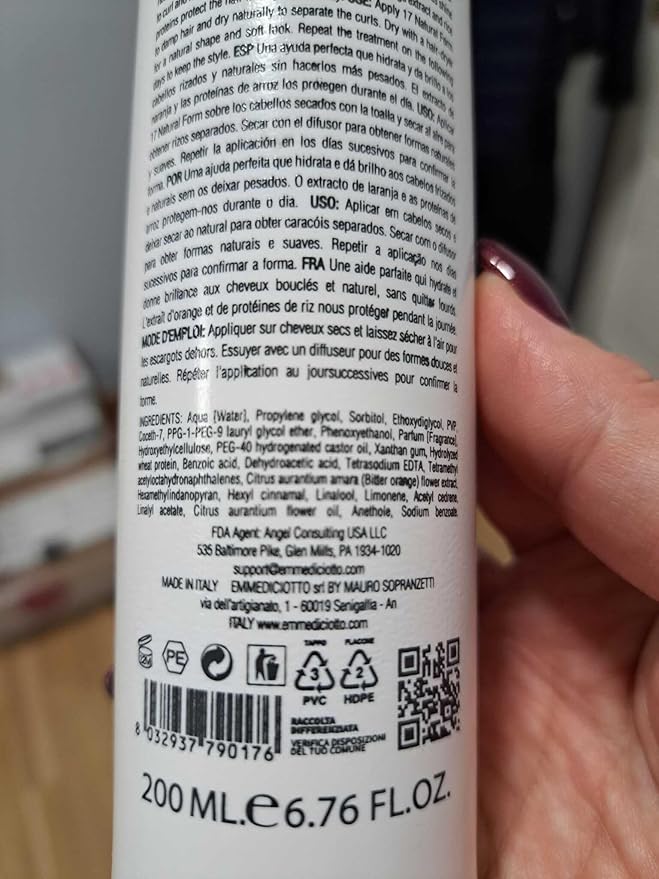 proteins protect the
to damp hair and dry naturally to separate the curls. Dry with a hair dryer
for a natural shape and soft look. Repeat the treatment on the following
days to keep the style. ESP Una ayuda perfecta que hidrata y da brillo a los
cabellos rizados y naturales sin hacerlos más pesados. El extracto de
naranja y las proteínas de arroz los protegen durante el día. USO: Aplicar
17 Natural Form sobre los cabellos secados con la toalla y secar al aire para
obtener rizos separados. Secar con el difusor para obtener formas naturales
y suaves. Repetir la aplicación en los días sucesivos para confirmar la
forma. POR Uma ajuda perfeita que hidrata e dá brilho aos cabelos frizados
e naturais sem os deixar pesados. O extracto de laranja e as proteínas de
arroz protegem-nos durante o dia. USO: Aplicar em cabelos secos e
deixar secar ao natural para obter caracóis separados. Secar com o difusor
para obter formas naturais e suaves. Repetir a aplicação nos dias
sucessivos para confirmar a forma. FRA Une aide parfaite qui hydrate et
donne brillance aux cheveux bouclés et naturel, sans quitter lourds.
L'extraît d'orange et de protéines de riz nous protéger pendant la journée.
MODE D'EMPLOI: Appliquer sur cheveux secs et laissez sécher à l'air pour
les escargots dehors. Essuyer avec un diffuseur pour des formes douces et
naturelles. Répéter l'application au joursuccessives pour confirmer la
forme.
INGREDIENTS: Aqua [Water], Propylene glycol, Sorbitol, Ethoxydiglycol, PVP,
Coceth-7, PPG-1-PEG-9 lauryl glycol ether, Phenoxyethanol, Parfum [Fragrance],
Hydroxyethylcellulose, PEG-40 hydrogenated castor oil, Xanthan gum, Hydrolyzed
wheat protein, Benzoic acid, Dehydroacetic acid, Tetrasodium EDTA, Tetramethyl
acetyloctahydronaphthalenes, Citrus aurantium amara (Bitter orange) flower extract,
Hexamethylindanopyran, Hexyl cinnamal, Linalool, Limonene, Acetyl cedrene,
Linalyl acetate, Citrus aurantium flower oil, Anethole, Sodium benzoate.
FDA Agent: Angel Consulting USA LLC
535 Baltimore Pike, Glen Mills, PA 1934-1020
support@emmediciotto.com
MADE IN ITALY EMMEDICIOTTO srl BY MAURO SOPRANZETTI
via dell'artigianato, 1 - 60019 Senigallia - An
ITALY www.emmediciotto.com
12M PE
TAPPO FLACONE
3 2
PVC HDPE
RACCOLTA
DIFFERENZIATA
VERIFICA DISPOSIZIONI
DEL TUO COMUNE
8 032937 790176
200 ML.e6.76 FL.OZ.